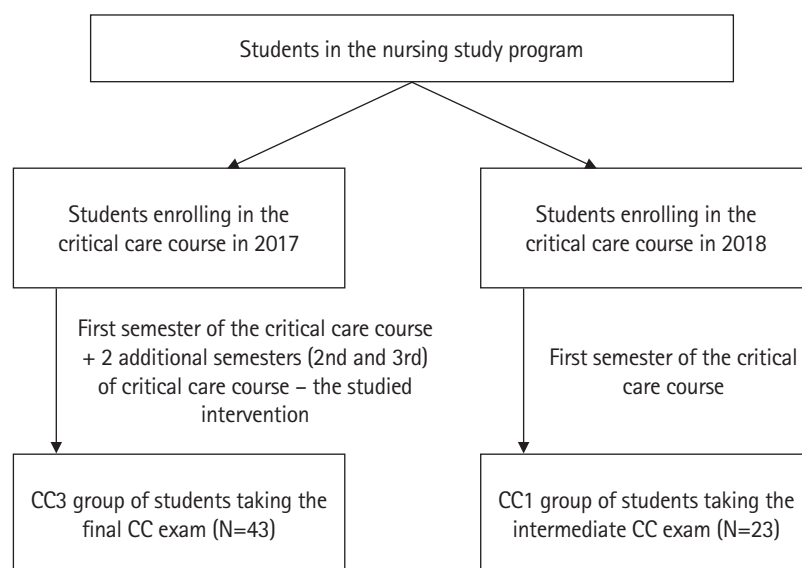 Students in the nursing study program
Students enrolling in the
critical care course in 2017
Students enrolling in the
critical care course in 2018
First semester of the critical care course
+ 2 additional semesters (2nd and 3rd)
of critical care course – the studied
intervention
First semester of the critical
care course
CC3 group of students taking the
final CC exam (N=43)
CC1 group of students taking the
intermediate CC exam (N=23)